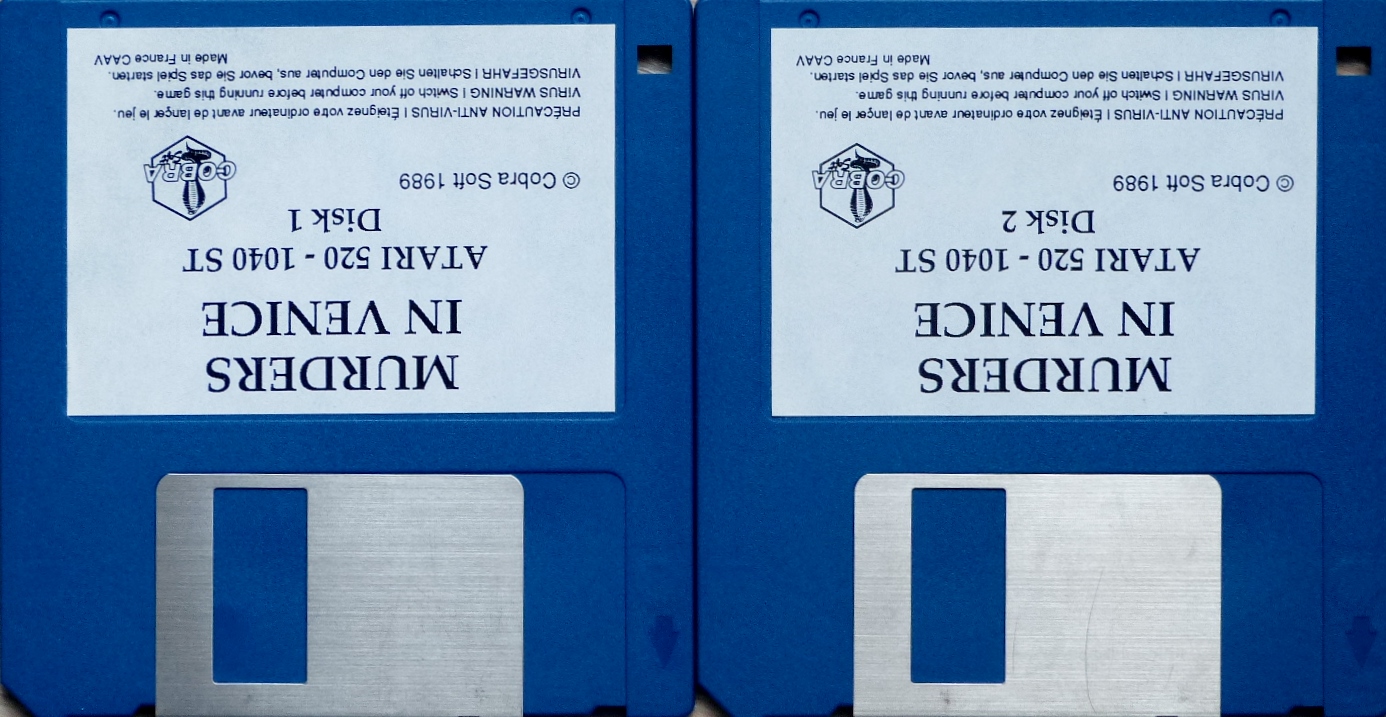 MURDERS
IN VENICE
ATARI 520 - 1040 ST
Disk 1
© Cobra Soft 1989
COBRA
PRÉCAUTION ANTI-VIRUS ! Éteignez votre ordinateur avant de lançer le jeu.
VIRUS WARNING ! Switch off your computer before running this game.
VIRUSGEFAHR ! Schalten Sie den Computer aus, bevor Sie das Spiel starten.
Made in France CAAV
MURDERS
IN VENICE
ATARI 520 - 1040 ST
Disk 2
© Cobra Soft 1989
COBRA
PRÉCAUTION ANTI-VIRUS ! Éteignez votre ordinateur avant de lançer le jeu.
VIRUS WARNING ! Switch off your computer before running this game.
VIRUSGEFAHR ! Schalten Sie den Computer aus, bevor Sie das Spiel starten.
Made in France CAAV